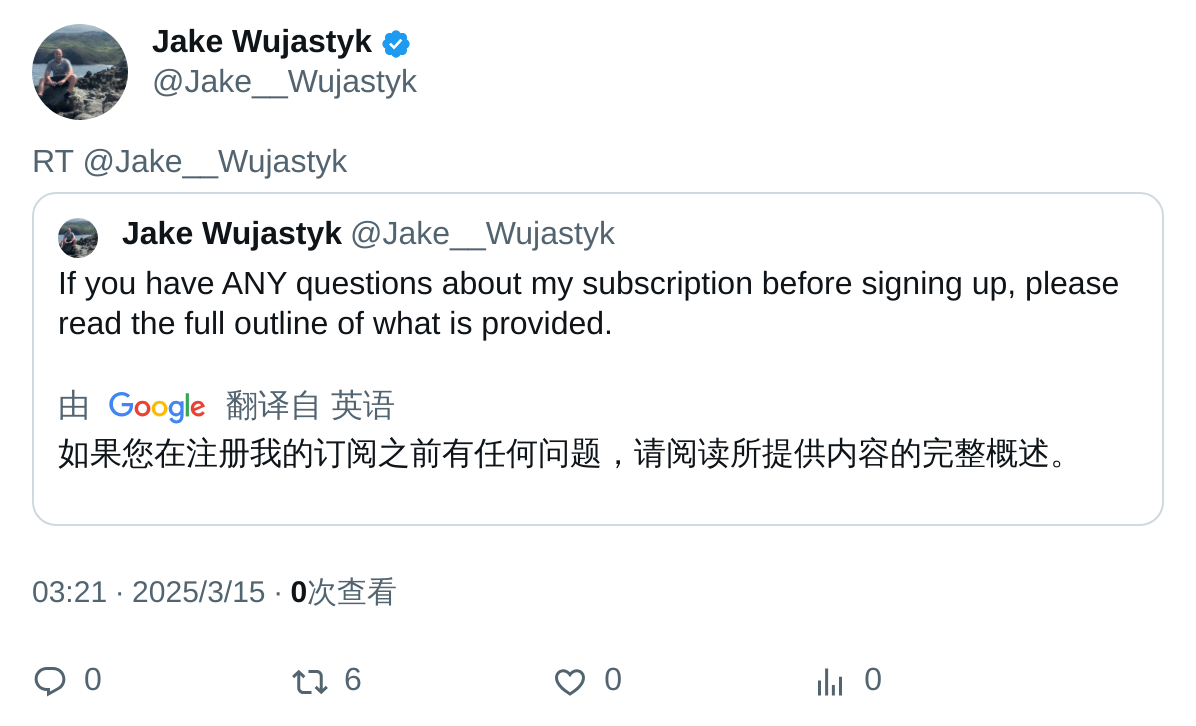 Jake Wujastyk
@Jake__Wujastyk
RT @Jake__Wujastyk
Jake Wujastyk @Jake__Wujastyk
If you have ANY questions about my subscription before signing up, please
read the full outline of what is provided.
由 Google 翻译自 英语
如果您在注册我的订阅之前有任何问题，请阅读所提供内容的完整概述。
03:21 · 2025/3/15 · 0次查看
0 6 0 0